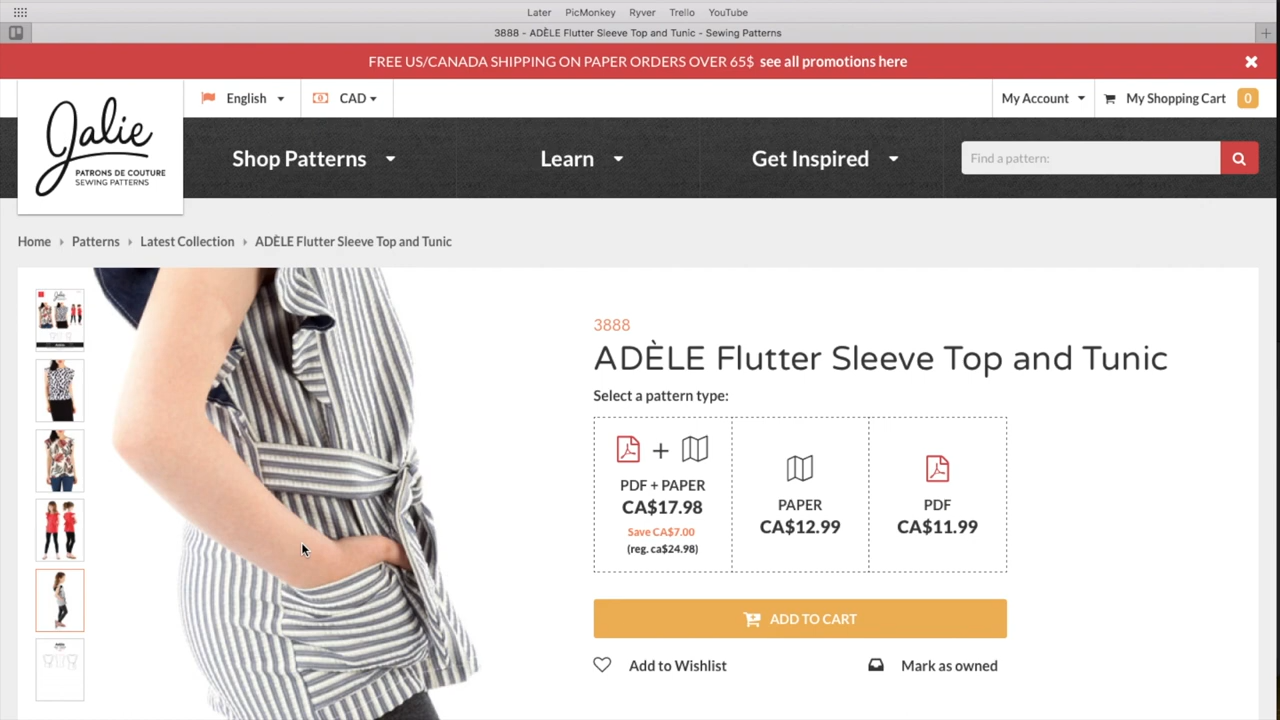 Later PicMonkey Ryver Trello YouTube
3888 - ADÈLE Flutter Sleeve Top and Tunic - Sewing Patterns
FREE US/CANADA SHIPPING ON PAPER ORDERS OVER 65$ see all promotions here
English CAD My Account My Shopping Cart 0
Jalie
PATRONS DE COUTURE
SEWING PATTERNS
Shop Patterns Learn Get Inspired Find a pattern:
Home Patterns Latest Collection ADÈLE Flutter Sleeve Top and Tunic
3888
ADÈLE Flutter Sleeve Top and Tunic
Select a pattern type:
PDF + PAPER
CA$17.98
Save CA$7.00
(reg. ca$24.98)
PAPER
CA$12.99
PDF
CA$11.99
ADD TO CART
Add to Wishlist Mark as owned